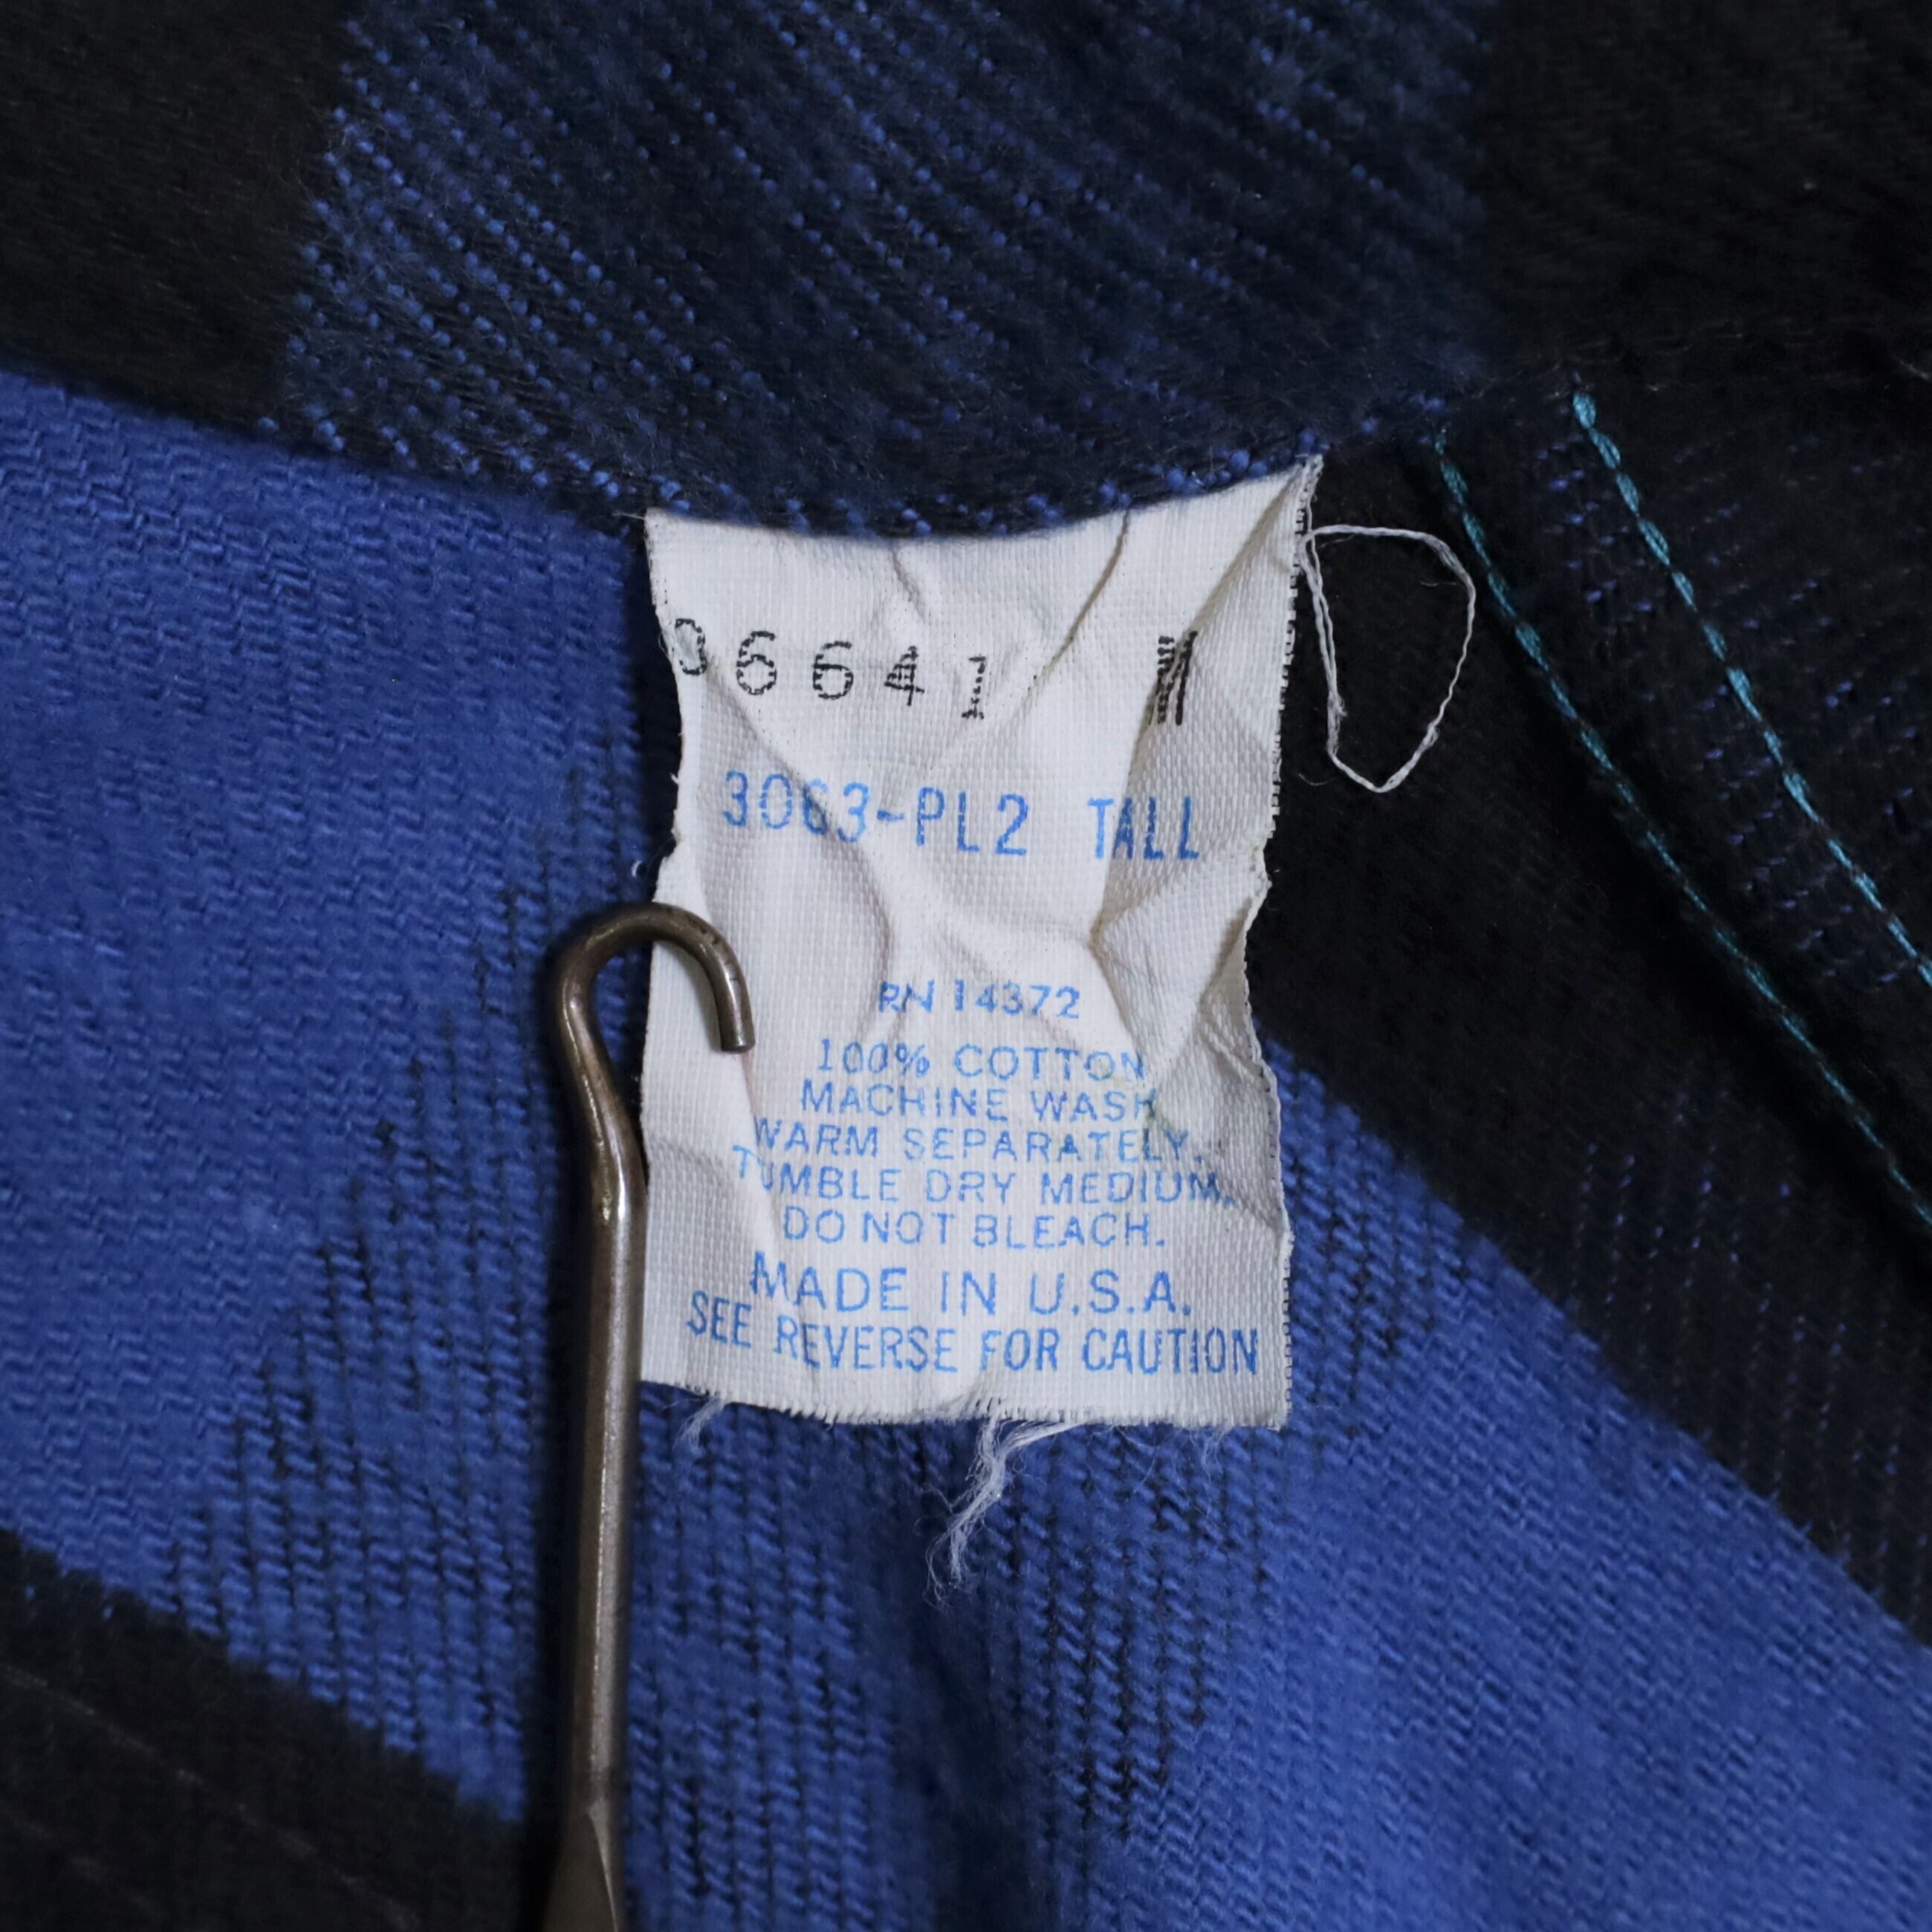 36641 M
3063-PL2 TALL
RN 14372
100% COTTON
MACHINE WASH
WARM SEPARATELY.
TUMBLE DRY MEDIUM.
DO NOT BLEACH.
MADE IN U.S.A.
SEE REVERSE FOR CAUTION